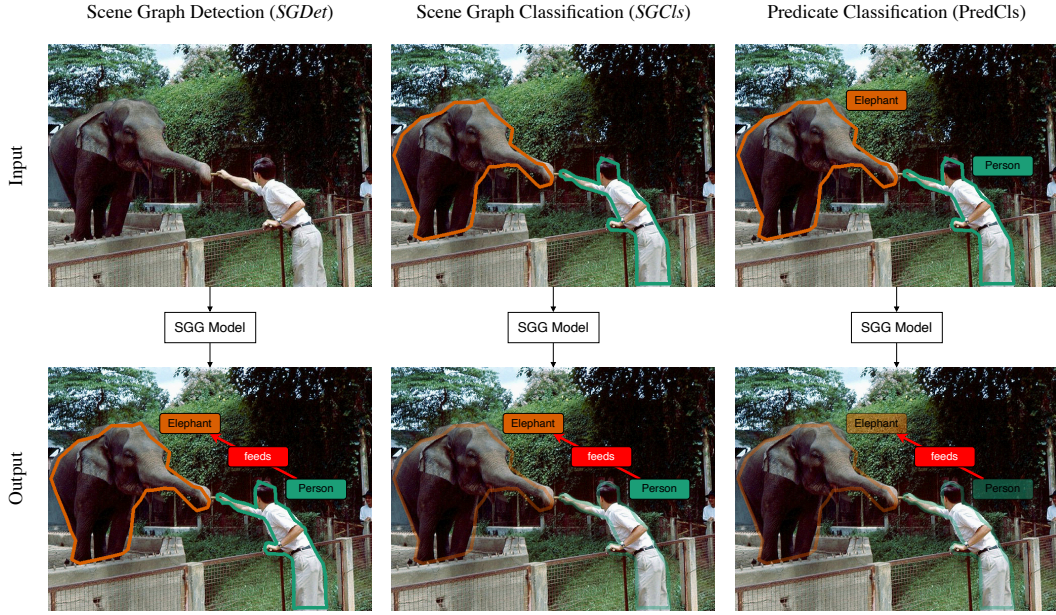 Scene Graph Detection (SGDet)
Scene Graph Classification (SGCls)
Predicate Classification (PredCls)
Input
Elephant
Person
SGG Model
SGG Model
SGG Model
Output
Elephant
feeds
Person
Elephant
feeds
Person
Elephant
feeds
Person